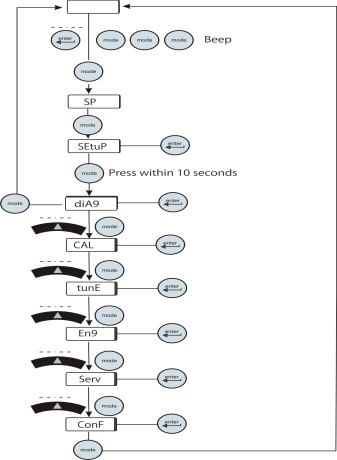 enter mode mode mode Beep
mode
SP
mode
SEtuP enter
mode Press within 10 seconds
mode diA9 enter
mode
CAL enter
mode
tunE enter
mode
En9 enter
mode
Serv enter
mode
ConF enter
mode